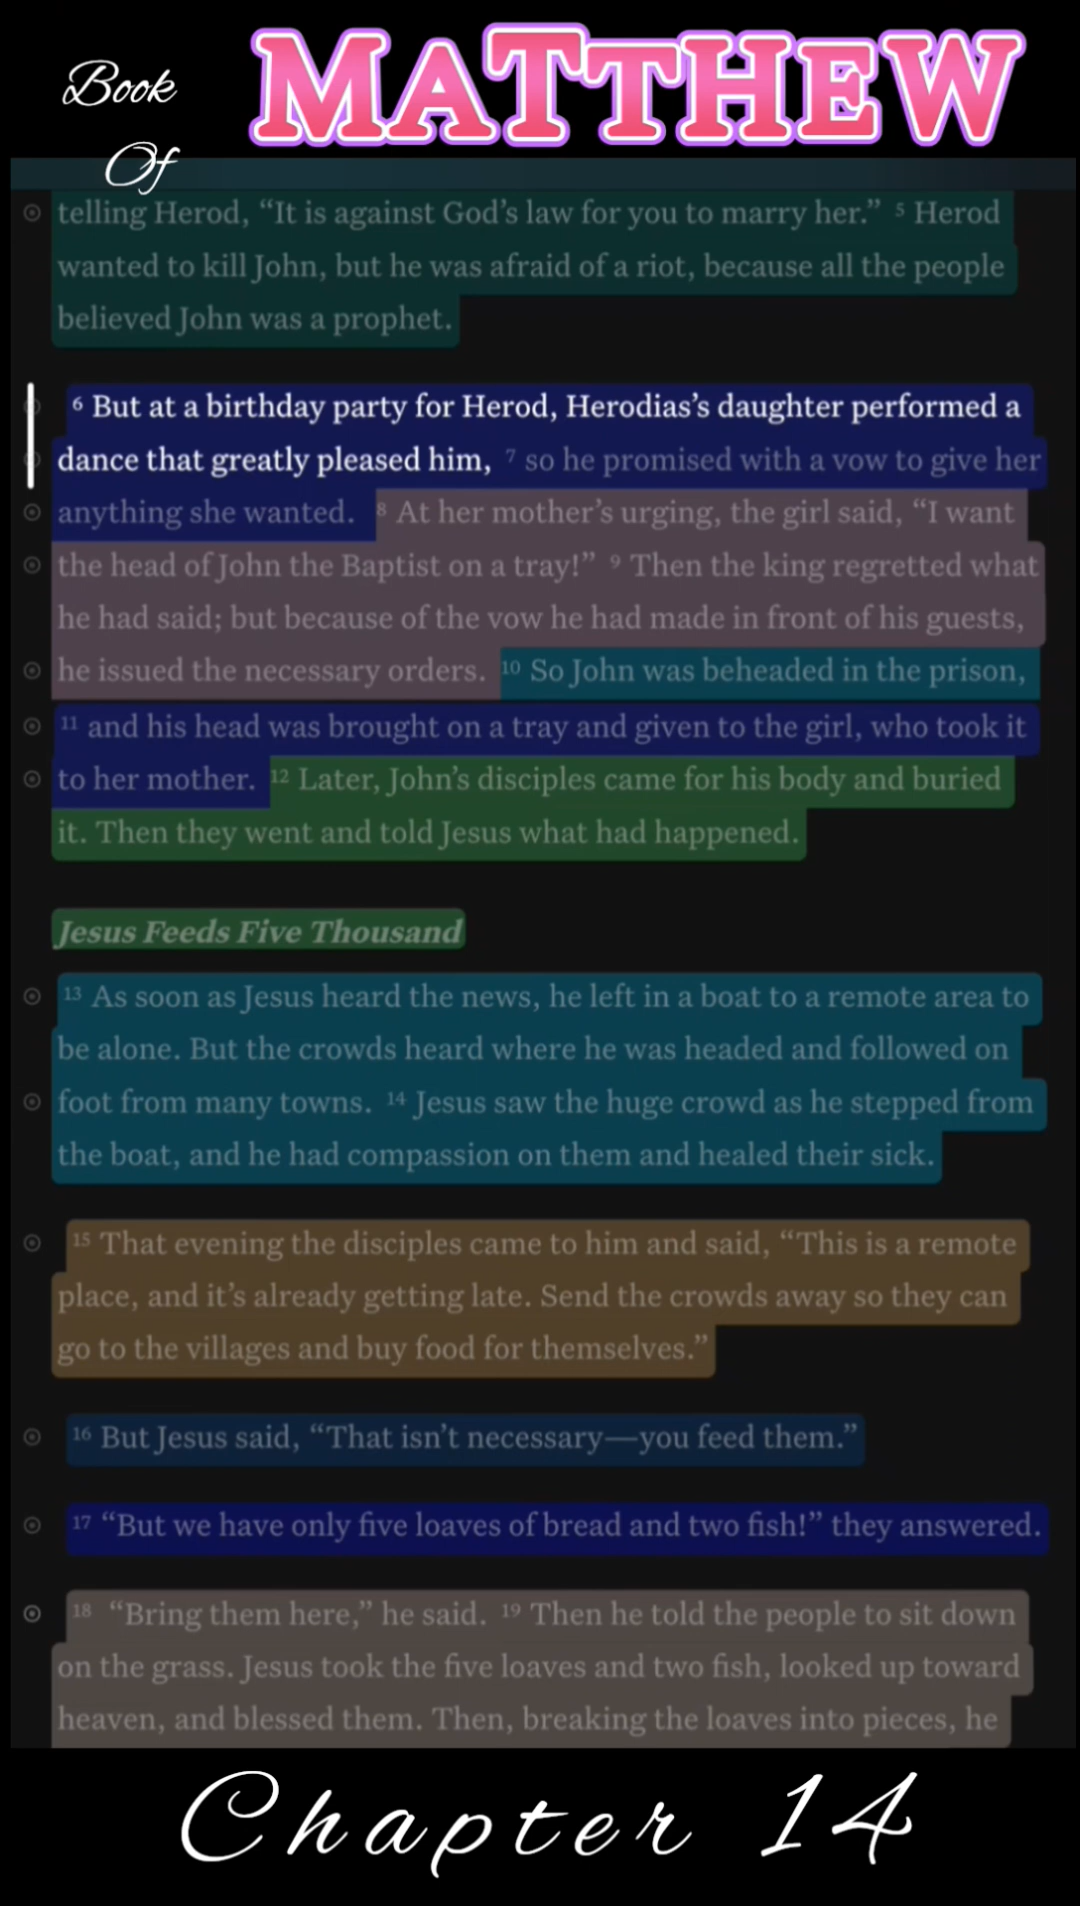 Book
Of
MATTHEW
telling Herod, “It is against God’s law for you to marry her.” 5 Herod
wanted to kill John, but he was afraid of a riot, because all the people
believed John was a prophet.
6 But at a birthday party for Herod, Herodias’s daughter performed a
dance that greatly pleased him, 7 so he promised with a vow to give her
anything she wanted. 8 At her mother’s urging, the girl said, “I want
the head of John the Baptist on a tray!” 9 Then the king regretted what
he had said; but because of the vow he had made in front of his guests,
he issued the necessary orders. 10 So John was beheaded in the prison,
11 and his head was brought on a tray and given to the girl, who took it
to her mother. 12 Later, John’s disciples came for his body and buried
it. Then they went and told Jesus what had happened.
Jesus Feeds Five Thousand
13 As soon as Jesus heard the news, he left in a boat to a remote area to
be alone. But the crowds heard where he was headed and followed on
foot from many towns. 14 Jesus saw the huge crowd as he stepped from
the boat, and he had compassion on them and healed their sick.
15 That evening the disciples came to him and said, “This is a remote
place, and it’s already getting late. Send the crowds away so they can
go to the villages and buy food for themselves.”
16 But Jesus said, “That isn’t necessary—you feed them.”
17 “But we have only five loaves of bread and two fish!” they answered.
18 “Bring them here,” he said. 19 Then he told the people to sit down
on the grass. Jesus took the five loaves and two fish, looked up toward
heaven, and blessed them. Then, breaking the loaves into pieces, he
Chapter 14